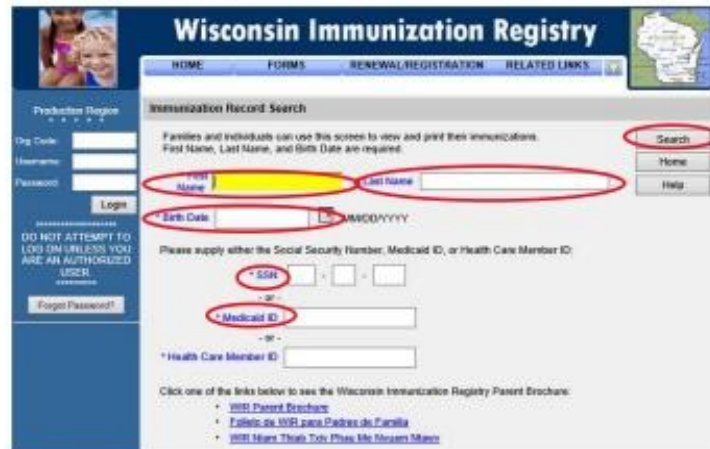 Wisconsin Immunization Registry
HOME FORMS RENEWAL/REGISTRATION RELATED LINKS
Production Region
Org Code:
Username:
Password:
Login
DO NOT ATTEMPT TO
LOG ON UNLESS YOU
ARE AN AUTHORIZED
USER.
Forgot Password?
Immunization Record Search
Families and individuals can use this screen to view and print their immunizations.
First Name, Last Name, and Birth Date are required.
Search
Home
Help
First
Name
Last Name
* Birth Date MM/DD/YYYY
Please supply either the Social Security Number, Medicaid ID, or Health Care Member ID:
* SSN - -
- or -
* Medicaid ID
- or -
* Health Care Member ID
Click one of the links below to see the Wisconsin Immunization Registry Parent Brochure:
• WIR Parent Brochure
• Folleto de WIR para Padres de Familia
• WIR Ntawv Thiab Txiv Phau